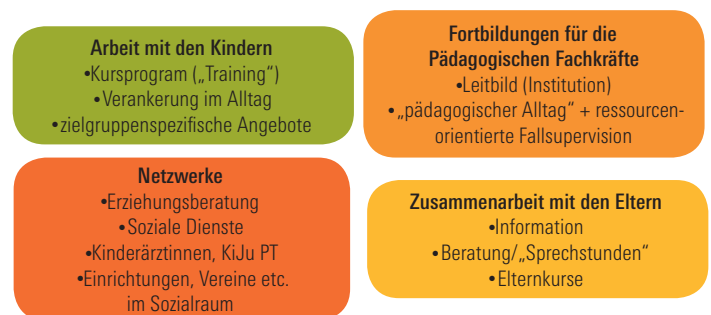 Arbeit mit den Kindern
•Kursprogram („Training“)
•Verankerung im Alltag
•zielgruppenspezifische Angebote
Fortbildungen für die
Pädagogischen Fachkräfte
•Leitbild (Institution)
•„pädagogischer Alltag“ + ressourcen-
orientierte Fallsupervision
Netzwerke
•Erziehungsberatung
•Soziale Dienste
•Kinderärztinnen, KiJu PT
•Einrichtungen, Vereine etc.
im Sozialraum
Zusammenarbeit mit den Eltern
•Information
•Beratung/„Sprechstunden“
•Elternkurse